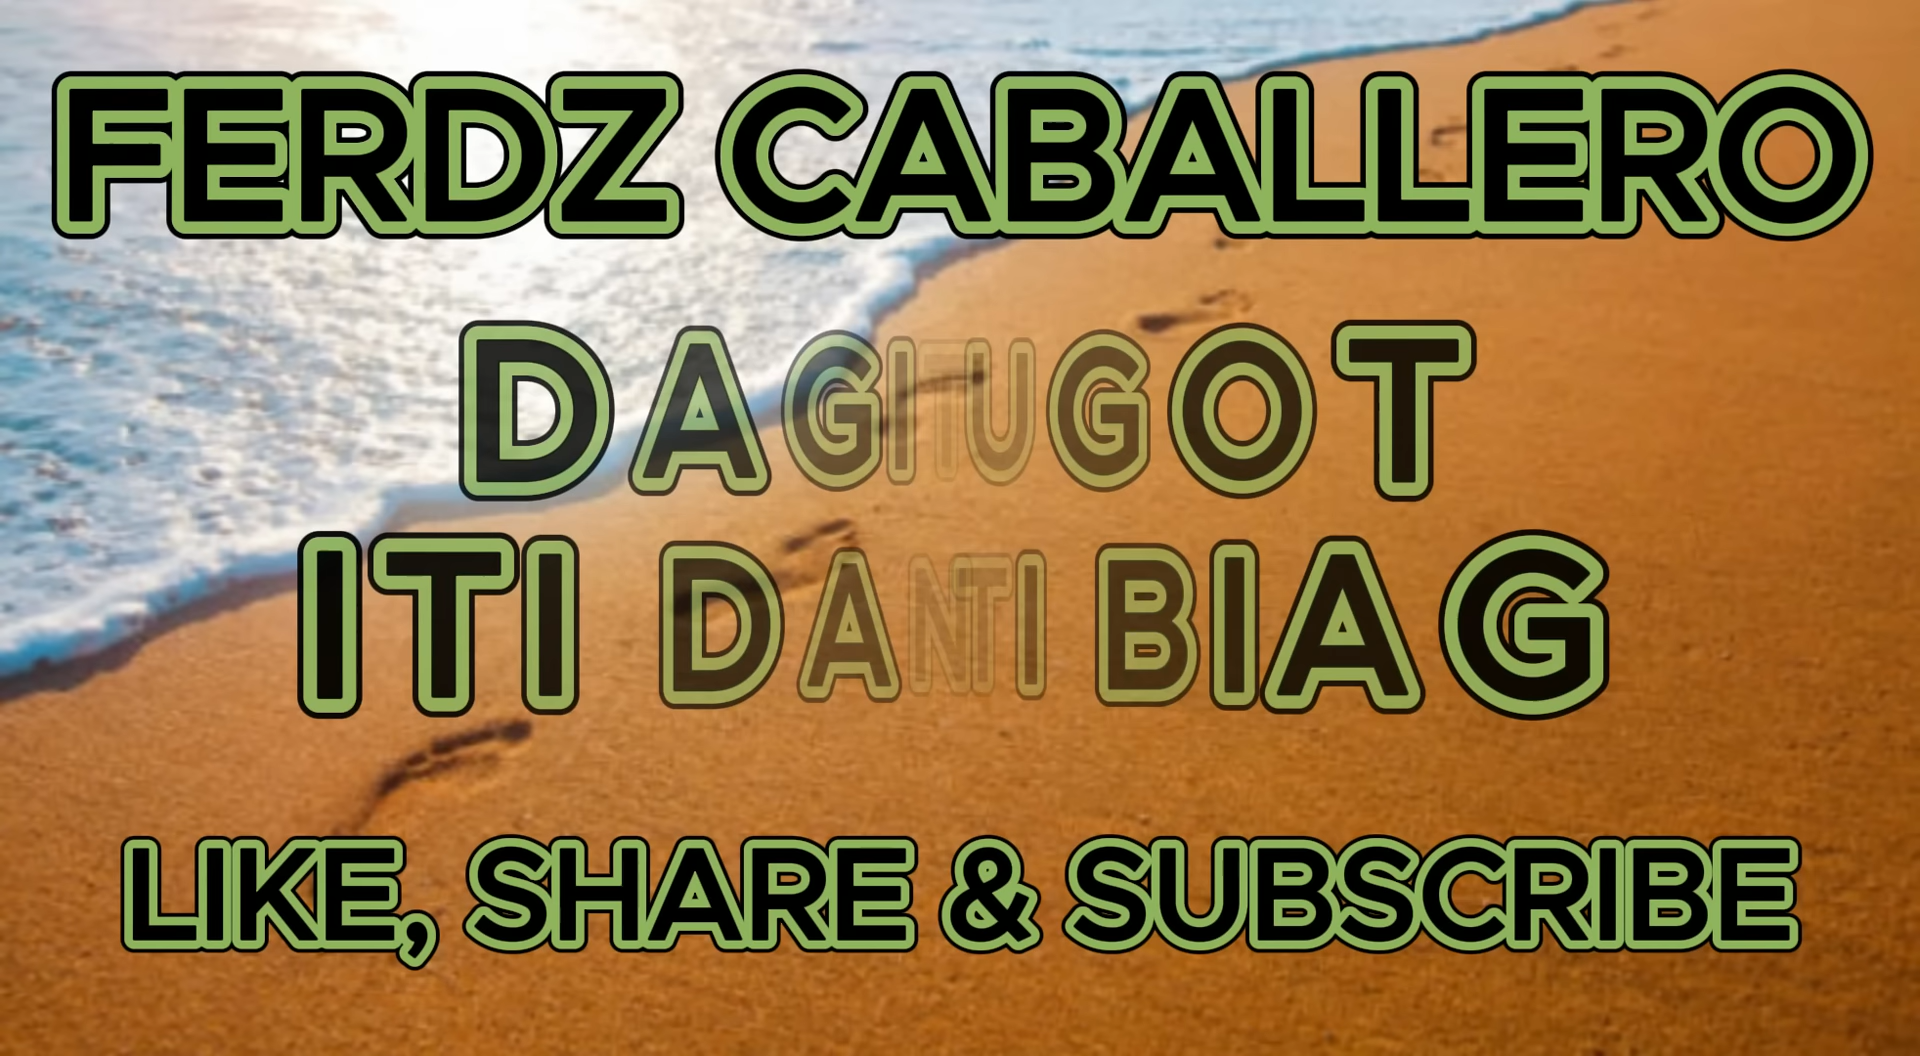 FERDZ CABALLERO
DAGITUGOT
ITI DANTI BIAG
LIKE, SHARE & SUBSCRIBE